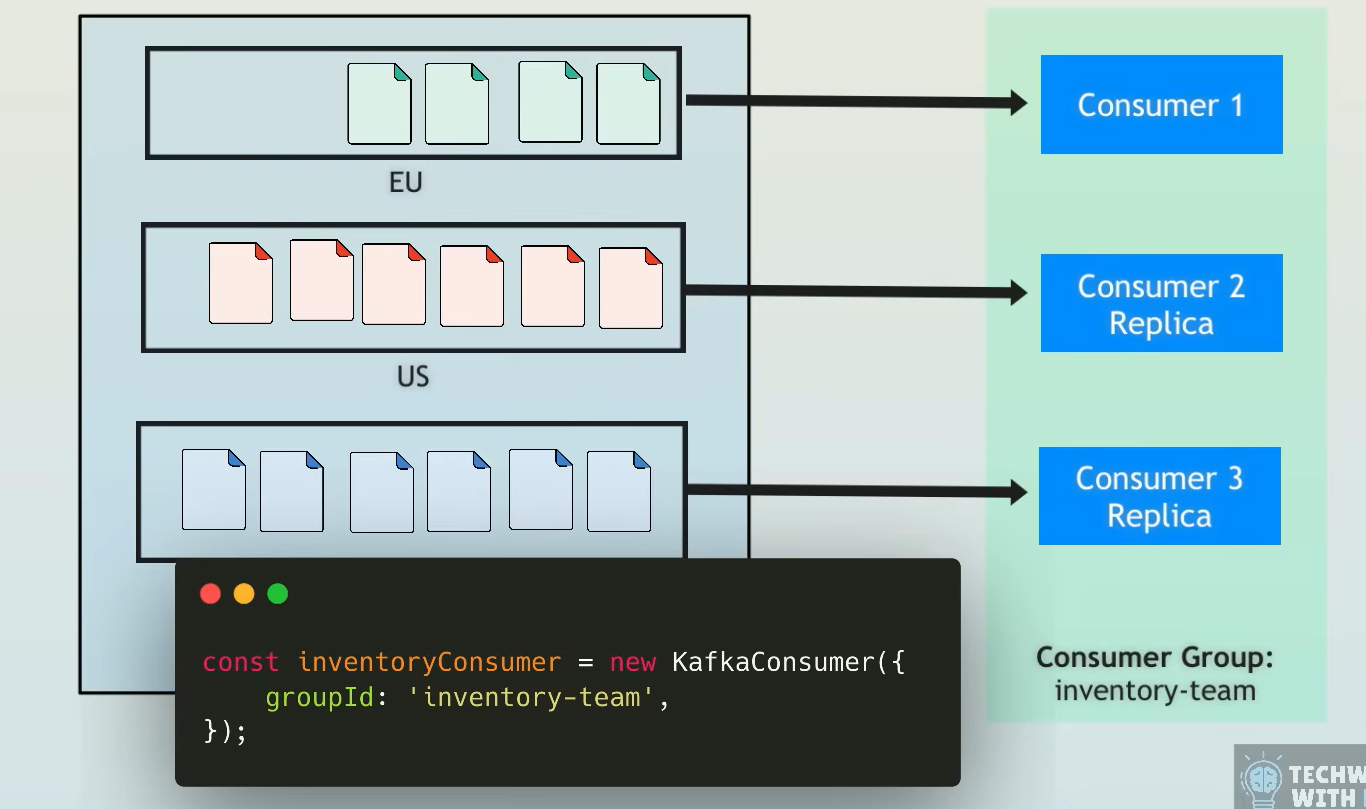 Consumer 1
EU
Consumer 2
Replica
US
Consumer 3
Replica
const inventoryConsumer = new KafkaConsumer({
    groupId: 'inventory-team',
});
Consumer Group:
inventory-team
WITH